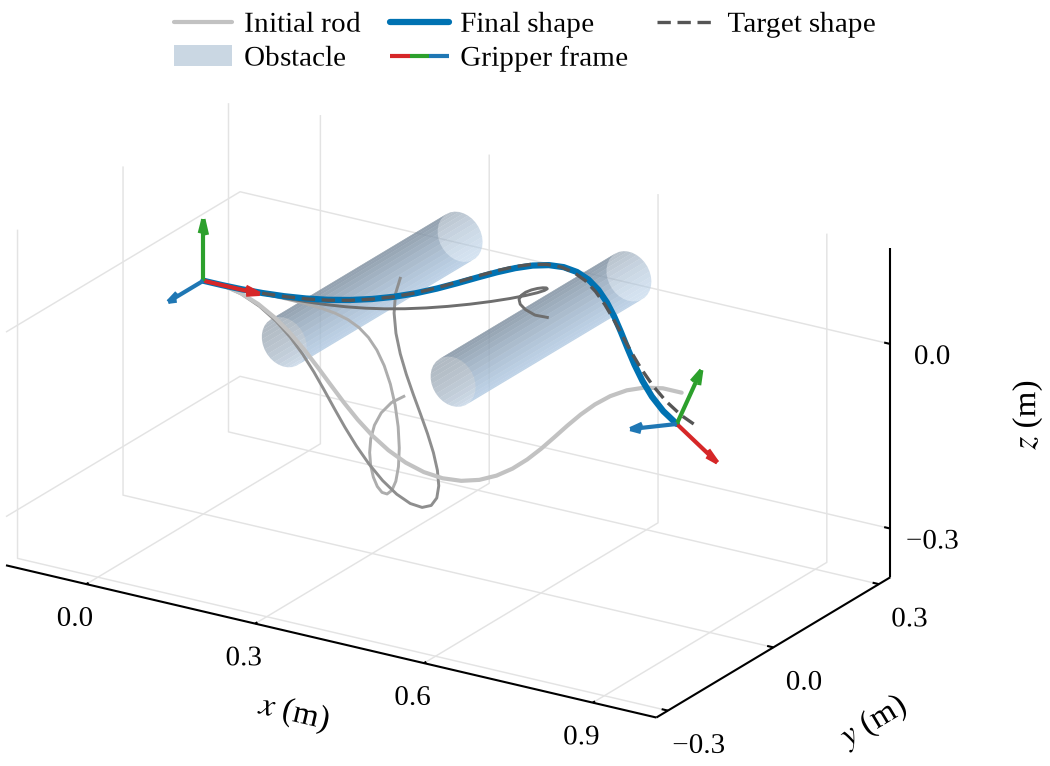 Initial rod
Final shape
Target shape
Obstacle
Gripper frame
0.0
−0.3
z (m)
0.0
0.3
0.6
0.9
x (m)
−0.3
0.0
0.3
y (m)